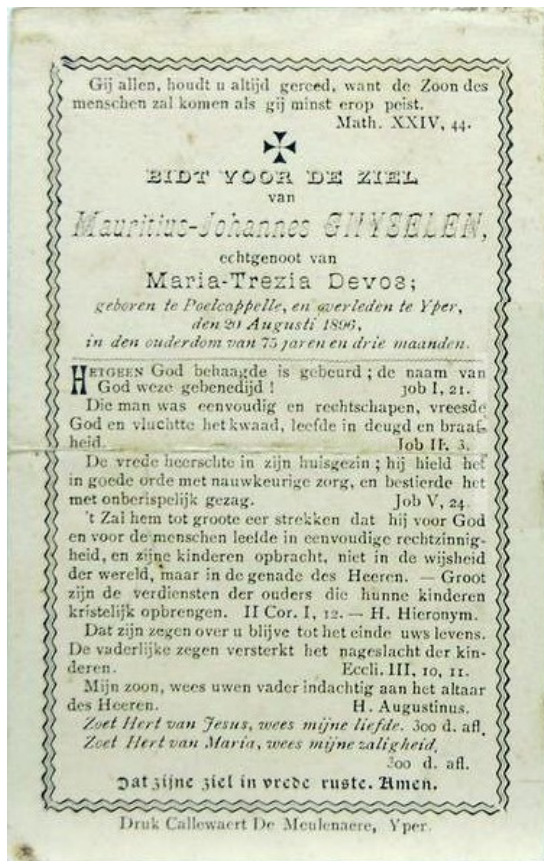 Gij allen, houdt u altijd gereed, want de Zoon des
menschen zal komen als gij minst erop peist.
Math. XXIV, 44.
BIDT VOOR DE ZIEL
van
Mauritius-Johannes GHYSELEN,
echtgenoot van
Maria-Trezia Devos;
geboren te Poelcappelle, en overleden te Yper,
den 20 Augusti 1896,
in den ouderdom van 75 jaren en drie maanden.
HETGEEN God behaagde is gebeurd; de naam van
God weze gebenedijd! job I, 21.
Die man was eenvoudig en rechtschapen, vreesde
God en vluchtte het kwaad, leefde in deugd en braaf-
heid. Job II, 3.
De vrede heerschte in zijn huisgezin; hij hield het
in goede orde met nauwkeurige zorg, en bestierde het
met onberispelijk gezag. Job V, 24.
't Zal hem tot groote eer strekken dat hij voor God
en voor de menschen leefde in eenvoudige rechtzinnig-
heid, en zijne kinderen opbracht, niet in de wijsheid
der wereld, maar in de genade des Heeren. — Groot
zijn de verdiensten der ouders die hunne kinderen
kristelijk opbrengen. II Cor. I, 12. — H. Hieronym.
Dat zijn zegen over u blijve tot het einde uws levens.
De vaderlijke zegen versterkt het nageslacht der kin-
deren. Eccli. III, 10, 11.
Mijn zoon, wees uwen vader indachtig aan het altaar
des Heeren. H. Augustinus.
Zoet Hert van Jesus, wees mijne liefde. 300 d. afl.
Zoet Hert van Maria, wees mijne zaligheid.
300 d. afl.
Dat zijne ziel in vrede ruste. Amen.
Druk Callewaert De Meulenaere, Yper.